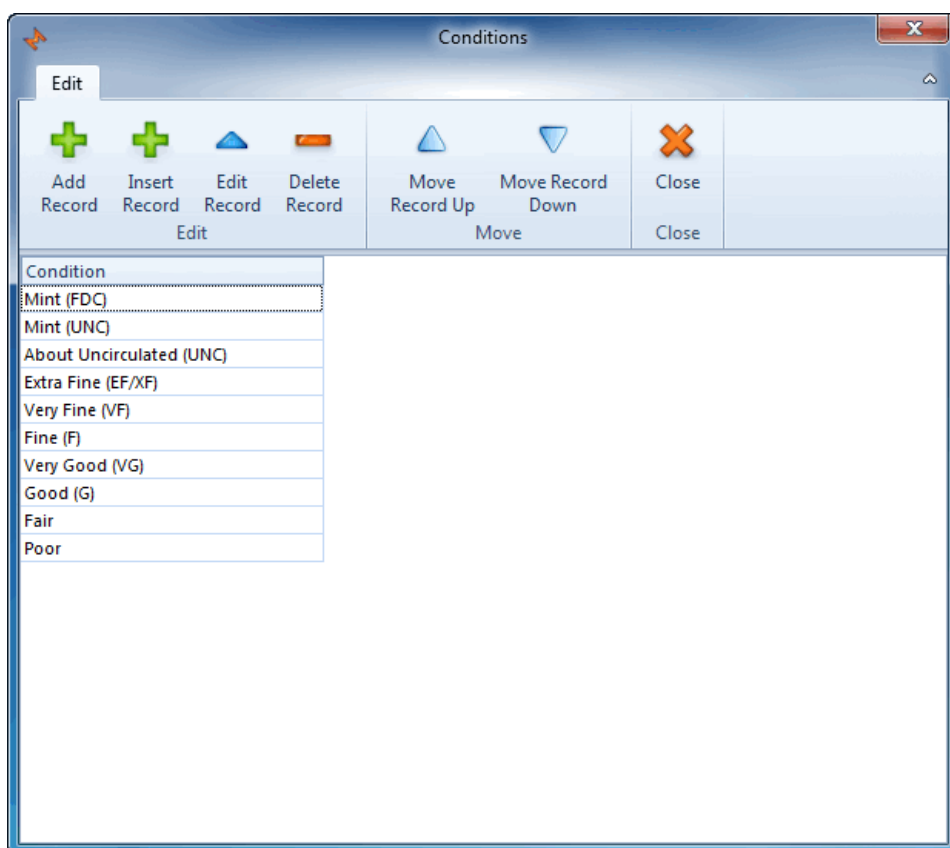 Conditions
Edit
Add Record
Insert Record
Edit Record
Delete Record
Move Record Up
Move Record Down
Close
Edit
Move
Close
Condition
Mint (FDC)
Mint (UNC)
About Uncirculated (UNC)
Extra Fine (EF/XF)
Very Fine (VF)
Fine (F)
Very Good (VG)
Good (G)
Fair
Poor